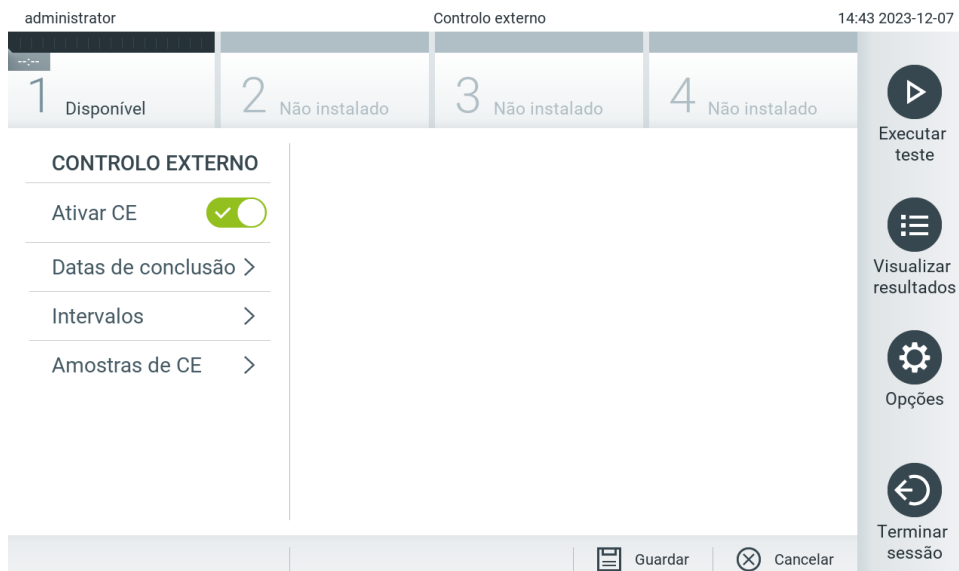 administrator
Controlo externo
14:43 2023-12-07
--:--
1 Disponível
2 Não instalado
3 Não instalado
4 Não instalado
CONTROLO EXTERNO
Ativar CE
Datas de conclusão
Intervalos
Amostras de CE
Executar
teste
Visualizar
resultados
Opções
Terminar
sessão
Guardar
Cancelar